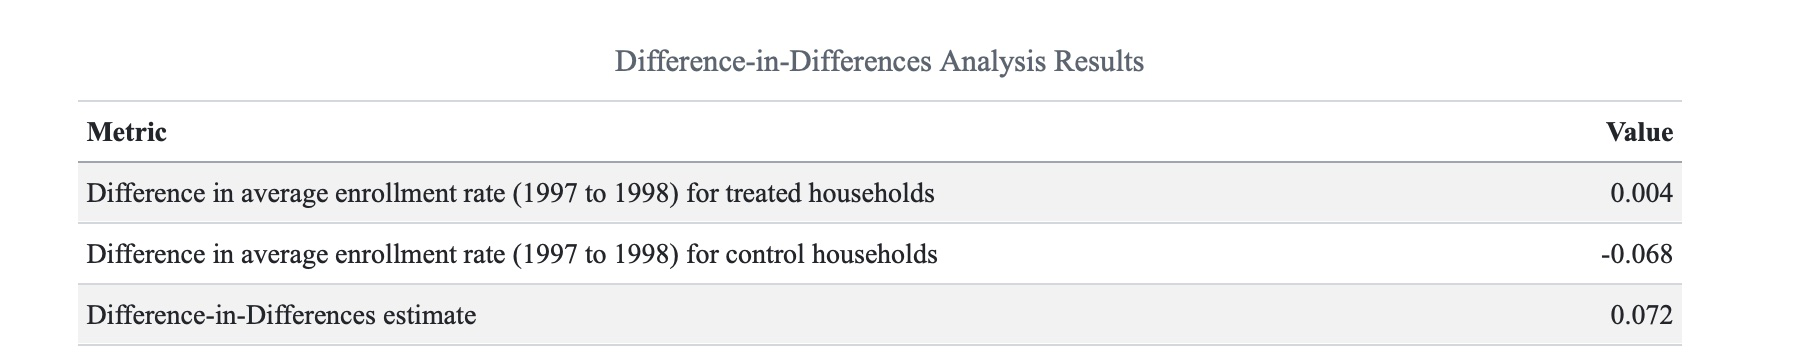 Difference-in-Differences Analysis Results
Metric Value
Difference in average enrollment rate (1997 to 1998) for treated households 0.004
Difference in average enrollment rate (1997 to 1998) for control households -0.068
Difference-in-Differences estimate 0.072